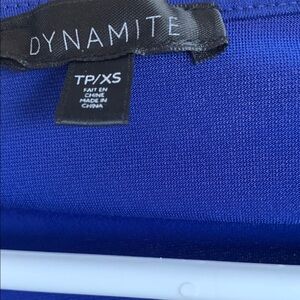 DYNAMITE
TP/XS
FAIT EN
CHINE
MADE IN
CHINA